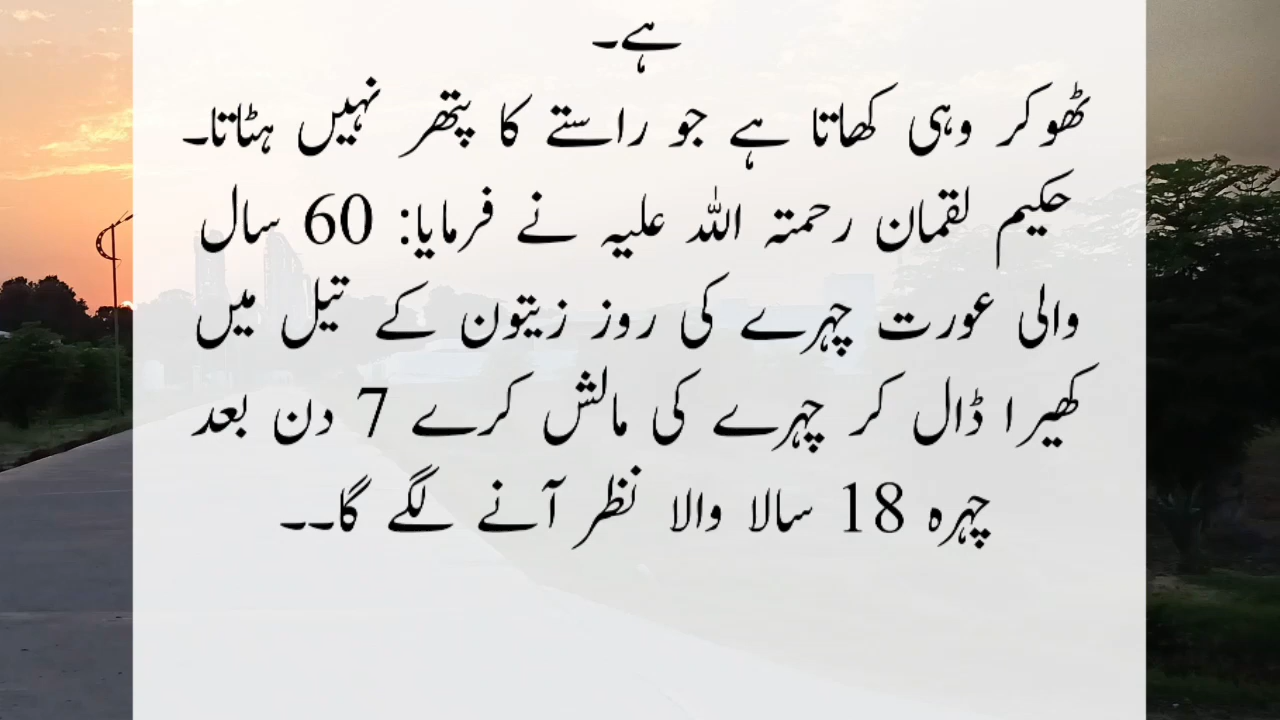 ہے۔
ٹھوکر وہی کھاتا ہے جو راستے کا پتھر نہیں ہٹاتا۔
حکیم لقمان رحمتہ اللہ علیہ نے فرمایا: 60 سال
والی عورت چہرے کی روز زیتون کے تیل میں
کھیرا ڈال کر چہرے کی مالش کرے 7 دن بعد
چہرہ 18 سالا والا نظر آنے لگے گا۔۔